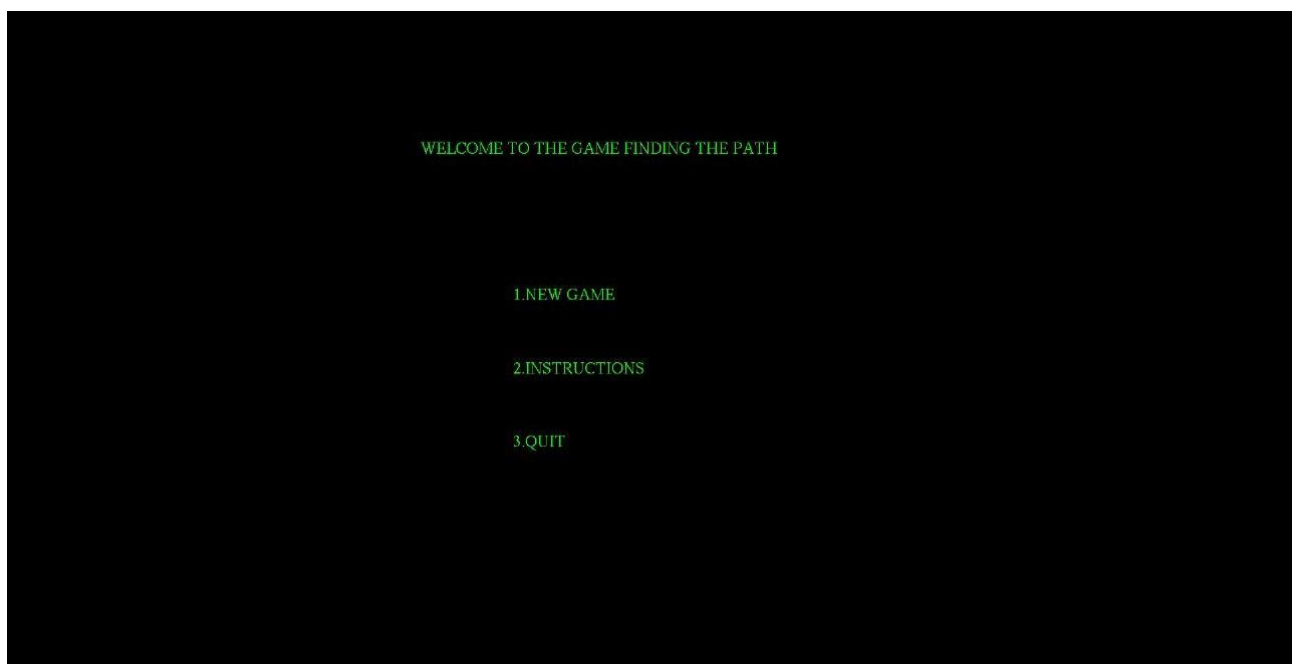 WELCOME TO THE GAME FINDING THE PATH
1.NEW GAME
2.INSTRUCTIONS
3.QUIT